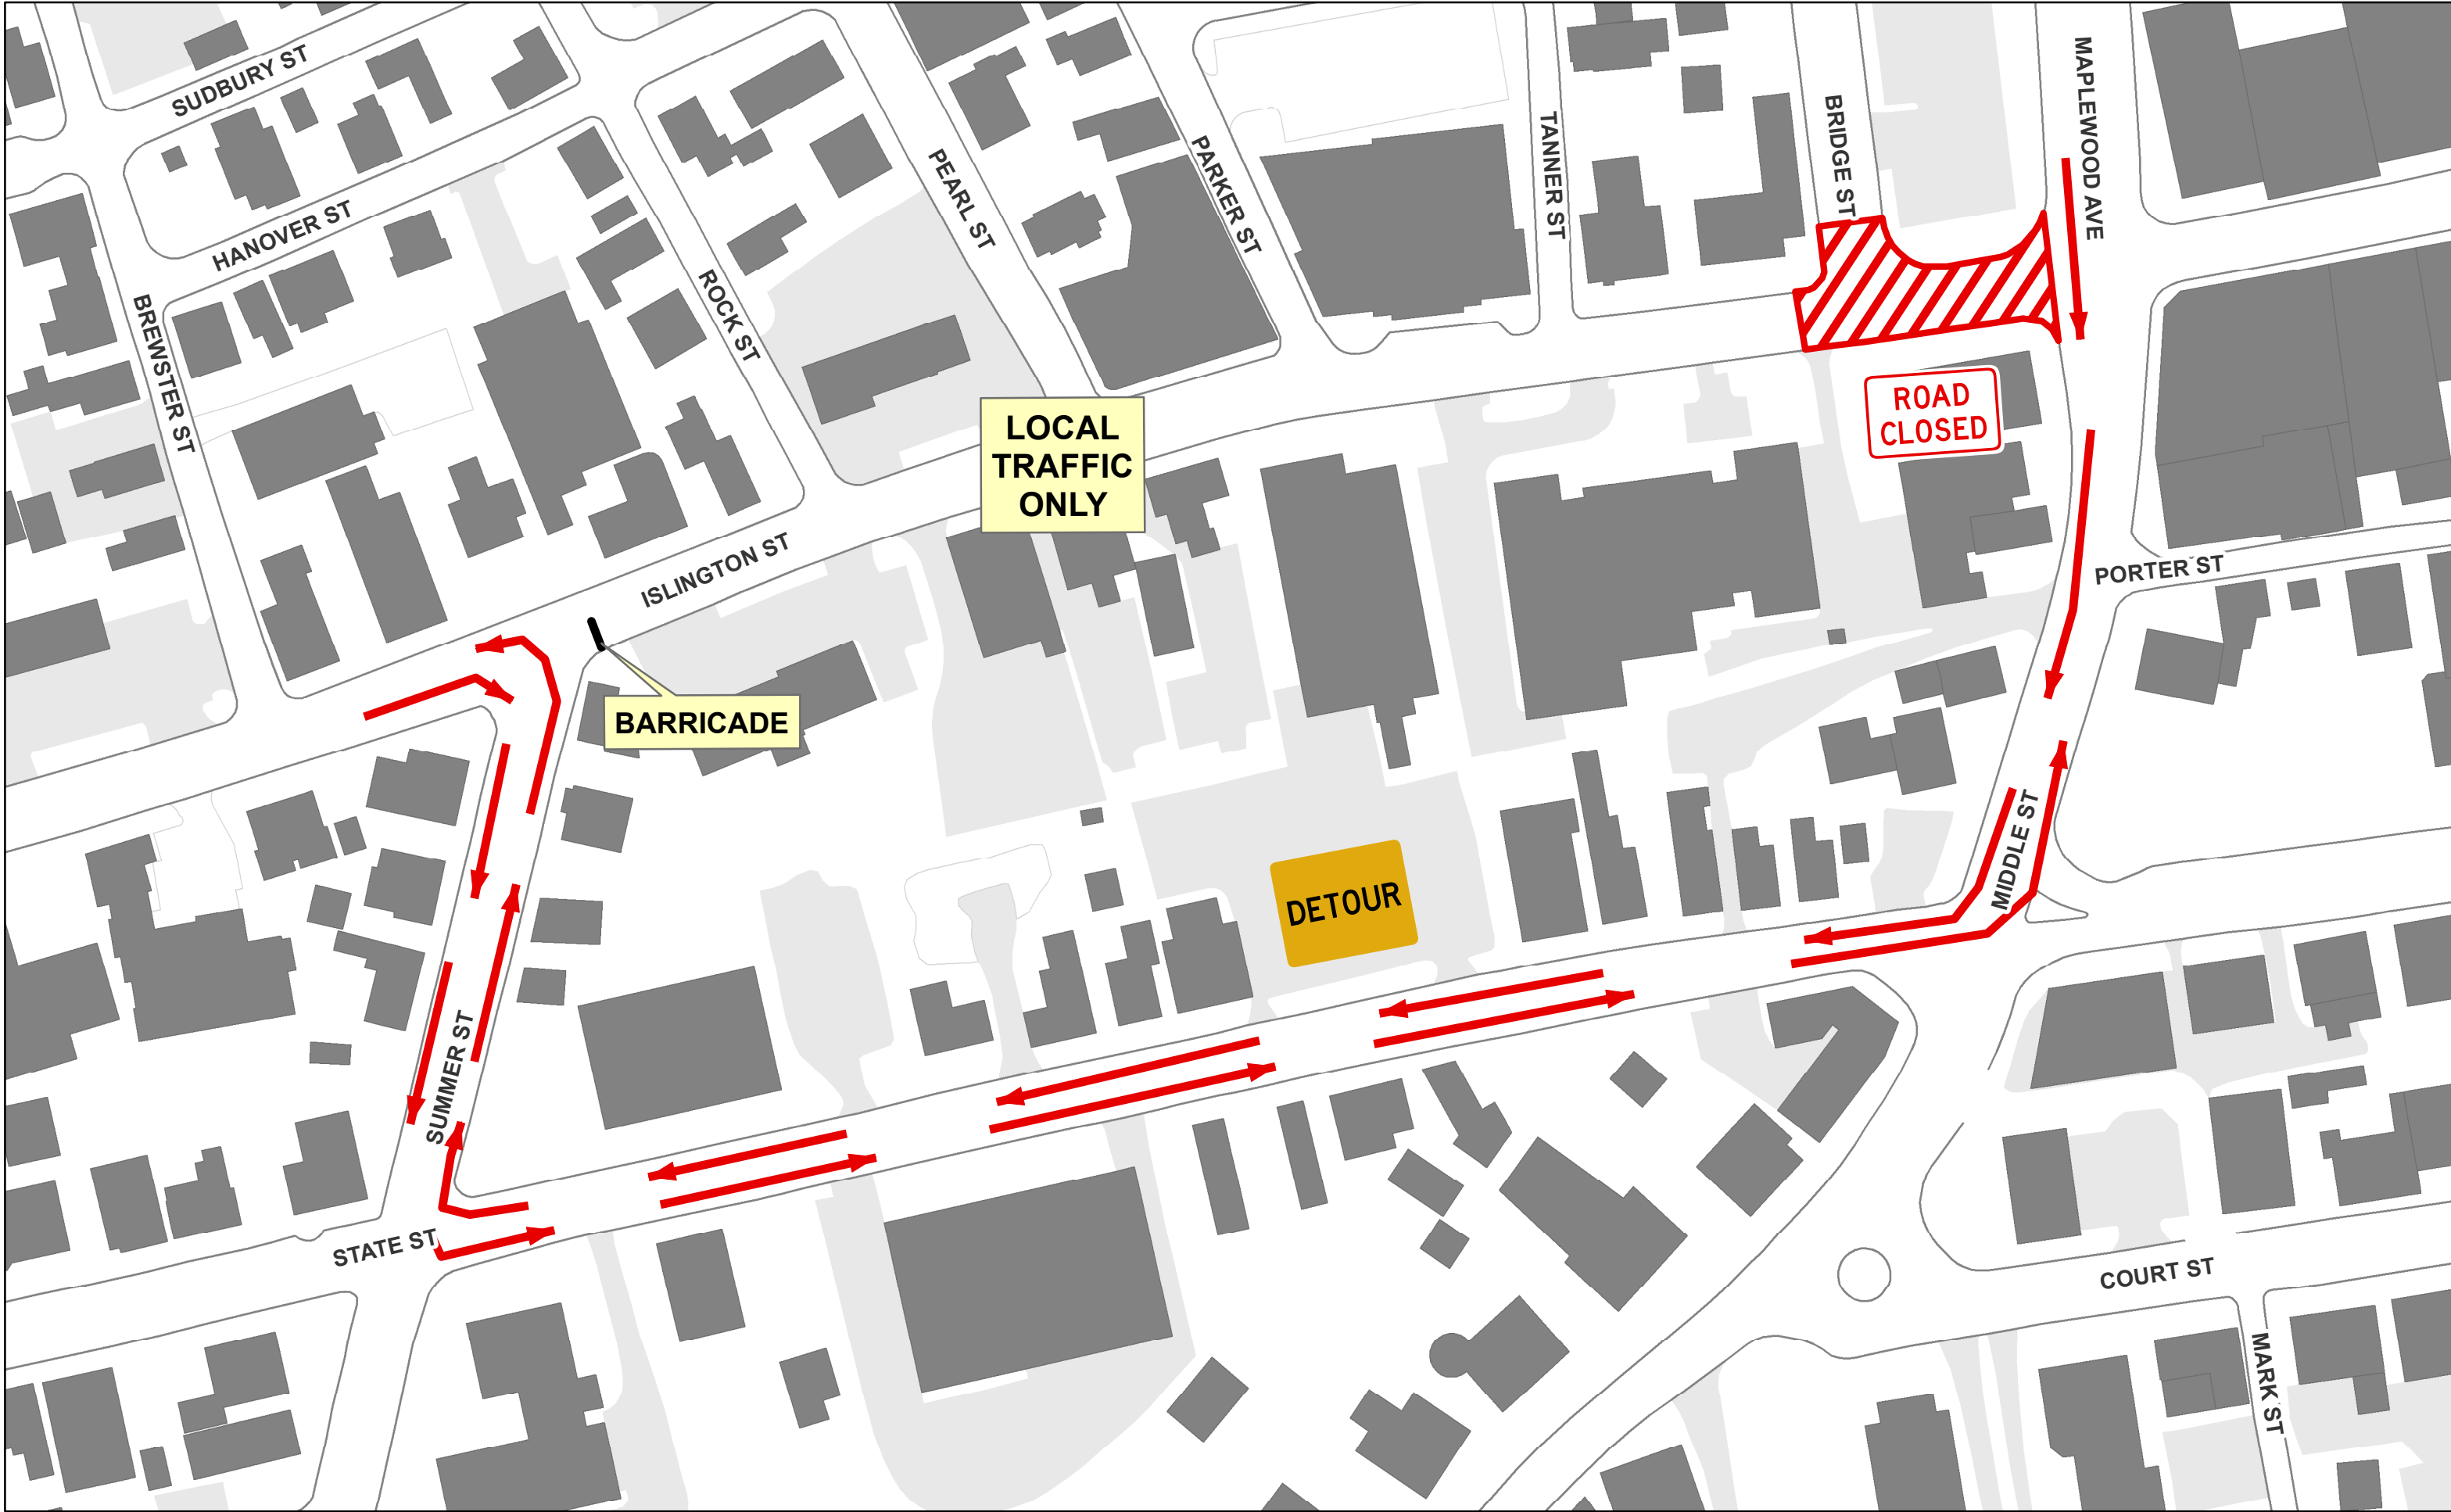 SUDBURY ST
HANOVER ST
BREWSTER ST
ROCK ST
PEARL ST
PARKER ST
TANNER ST
BRIDGE ST
MAPLEWOOD AVE
ROAD
CLOSED
LOCAL
TRAFFIC
ONLY
ISLINGTON ST
PORTER ST
BARRICADE
DETOUR
MIDDLE ST
SUMMER ST
STATE ST
COURT ST
MARK ST